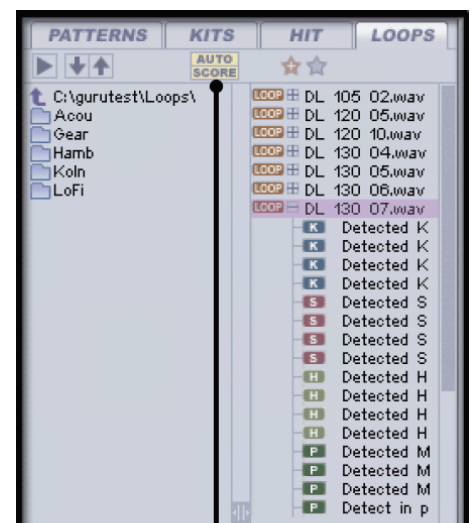 PATTERNS KITS HIT LOOPS
AUTO
SCORE
C:\gurutest\Loops\
Acou
Gear
Hamb
Koln
LoFi
LOOP DL 105 02.wav
LOOP DL 120 05.wav
LOOP DL 120 10.wav
LOOP DL 130 04.wav
LOOP DL 130 05.wav
LOOP DL 130 06.wav
LOOP DL 130 07.wav
K Detected K
K Detected K
K Detected K
K Detected K
S Detected S
S Detected S
S Detected S
S Detected S
H Detected H
H Detected H
H Detected H
H Detected H
P Detected M
P Detected M
P Detected M
P Detect in p